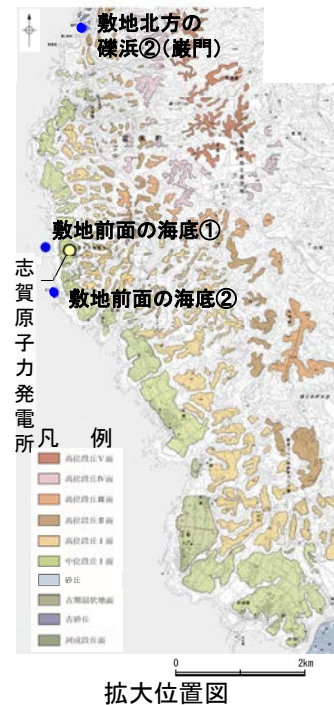 敷地北方の
礫浜②(巌門)
敷地前面の海底①
敷地前面の海底②
志賀原子力発電所
凡 例
高位段丘Ⅴ面
高位段丘Ⅳ面
高位段丘Ⅲ面
高位段丘Ⅱ面
高位段丘Ⅰ面
中位段丘Ⅰ面
砂丘
古期扇状地面
古砂丘
河成段丘面
0 2km
拡大位置図